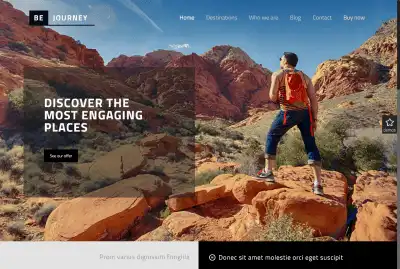 BE JOURNEY
Home Destinations Who we are Blog Contact Buy now
DISCOVER THE
MOST ENGAGING
PLACES
See our offer
Proin varius dignissim fringilla
Donec sit amet molestie orci eget suscipit